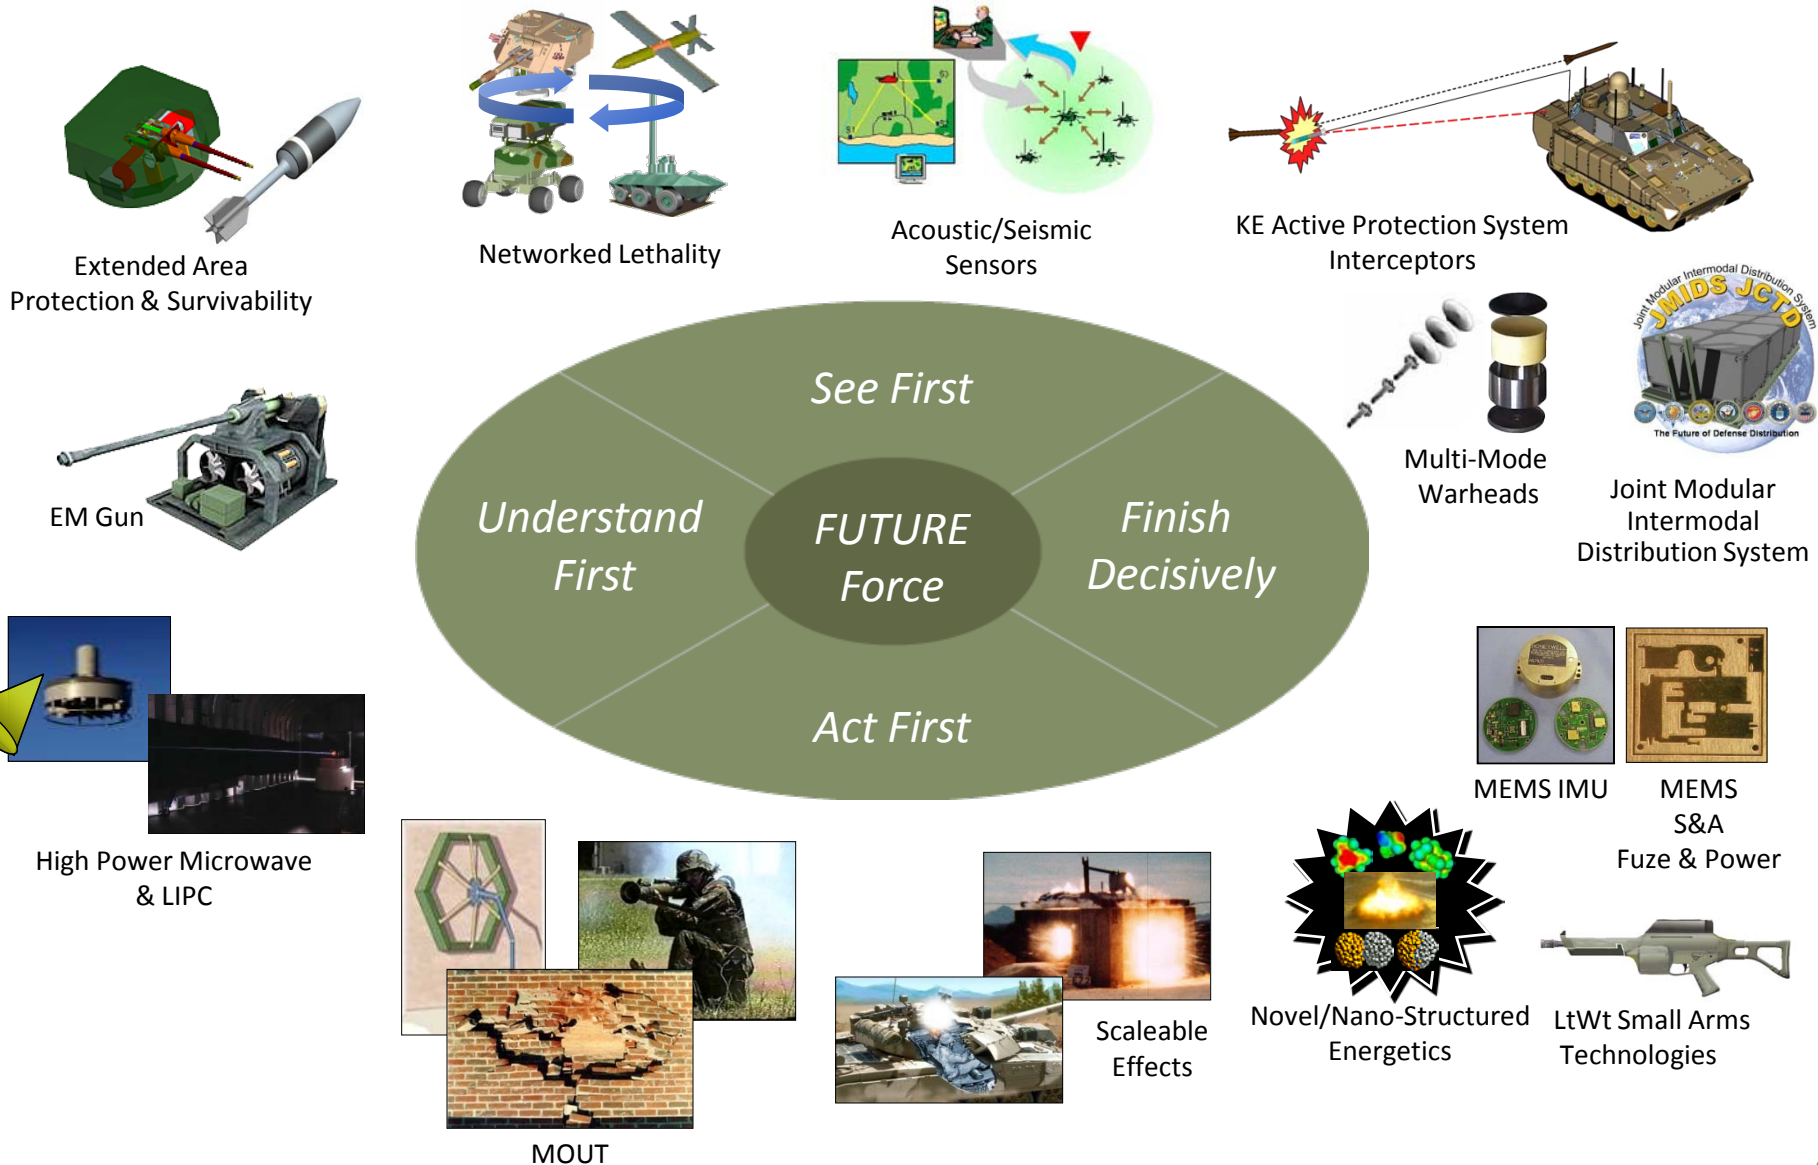 Extended Area
Protection & Survivability
Networked Lethality
Acoustic/Seismic
Sensors
KE Active Protection System
Interceptors
Joint Modular Intermodal Distribution System
JMIDS JCTD
The Future of Defense Distribution
Multi-Mode
Warheads
Joint Modular
Intermodal
Distribution System
EM Gun
See First
Understand
First
FUTURE
Force
Finish
Decisively
Act First
High Power Microwave
& LIPC
MEMS IMU
MEMS
S&A
Fuze & Power
MOUT
Scaleable
Effects
Novel/Nano-Structured
Energetics
LtWt Small Arms
Technologies